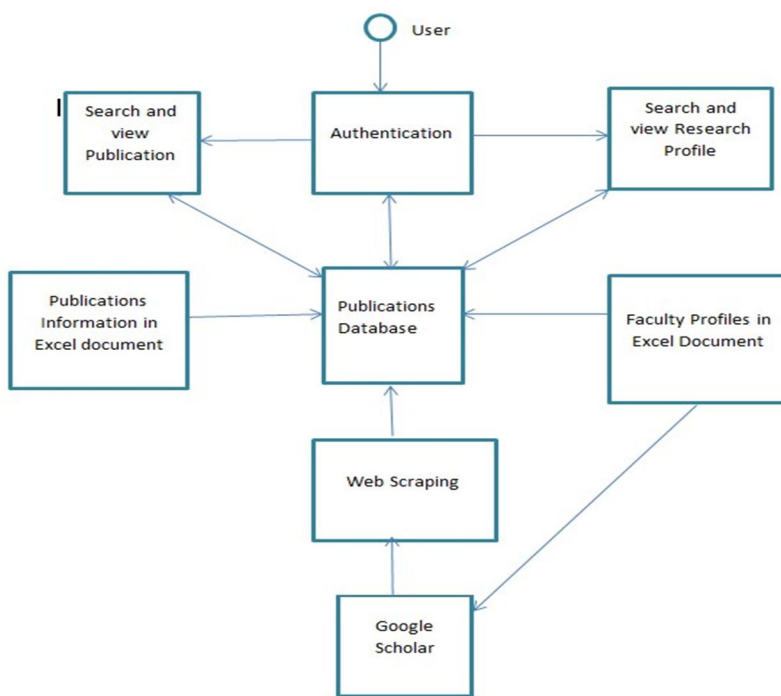 User
Search and
view
Publication
Authentication
Search and
view Research
Profile
Publications
Information in
Excel document
Publications
Database
Faculty Profiles in
Excel Document
Web Scraping
Google
Scholar